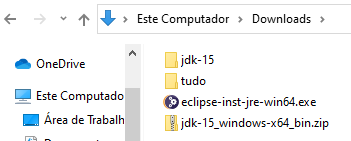 Este Computador > Downloads >
OneDrive
Este Computador
Área de Trabalh
jdk-15
tudo
eclipse-inst-jre-win64.exe
jdk-15_windows-x64_bin.zip